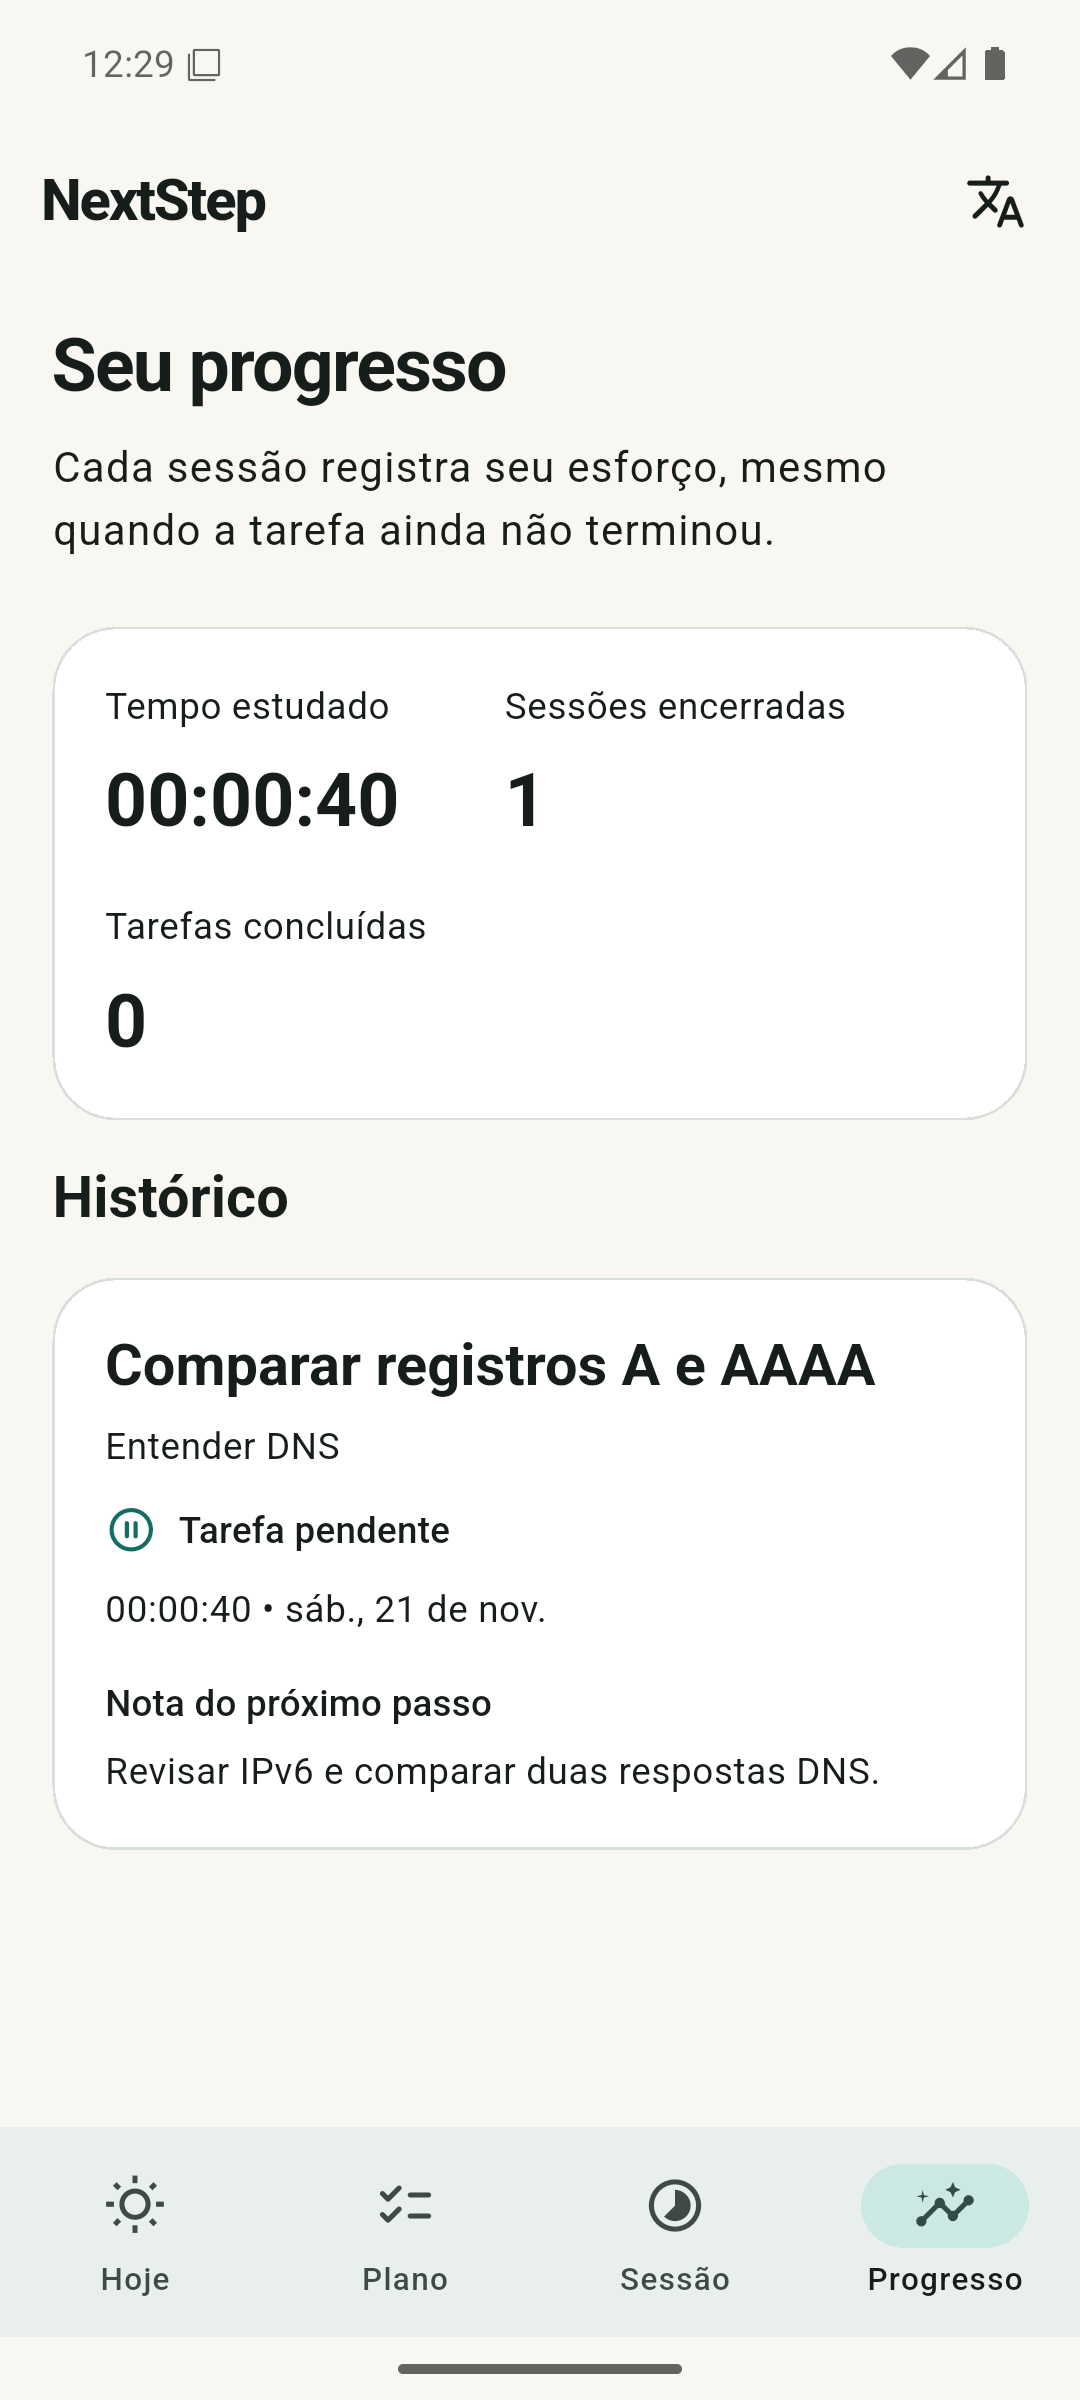 12:29
NextStep
Seu progresso
Cada sessão registra seu esforço, mesmo
quando a tarefa ainda não terminou.
Tempo estudado
00:00:40
Sessões encerradas
1
Tarefas concluídas
0
Histórico
Comparar registros A e AAAA
Entender DNS
Tarefa pendente
00:00:40 • sáb., 21 de nov.
Nota do próximo passo
Revisar IPv6 e comparar duas respostas DNS.
Hoje
Plano
Sessão
Progresso